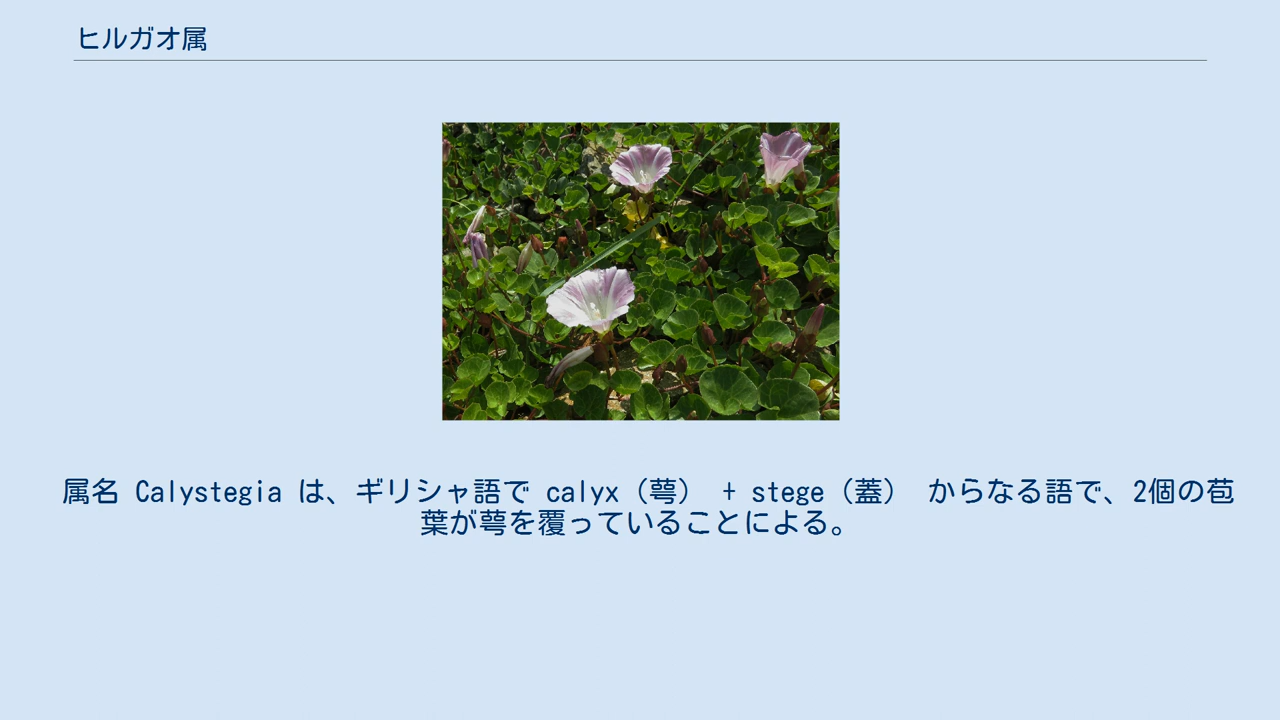 ヒルガオ属
属名 Calystegia は、ギリシャ語で calyx（萼） + stege（蓋） からなる語で、2個の苞
葉が萼を覆っていることによる。